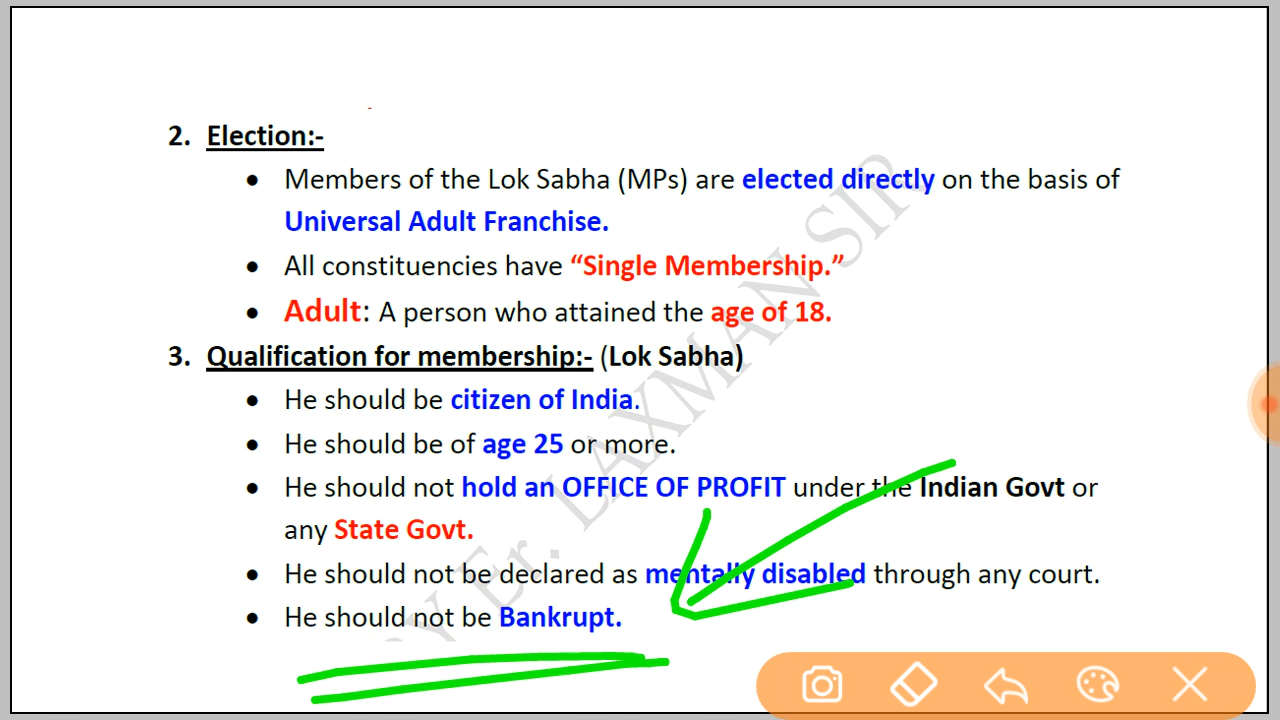 2. Election:-
• Members of the Lok Sabha (MPs) are elected directly on the basis of
Universal Adult Franchise.
• All constituencies have “Single Membership.”
• Adult: A person who attained the age of 18.
3. Qualification for membership:- (Lok Sabha)
• He should be citizen of India.
• He should be of age 25 or more.
• He should not hold an OFFICE OF PROFIT under the Indian Govt or
any State Govt.
• He should not be declared as mentally disabled through any court.
• He should not be Bankrupt.
BY Er. LAXMAN SIR